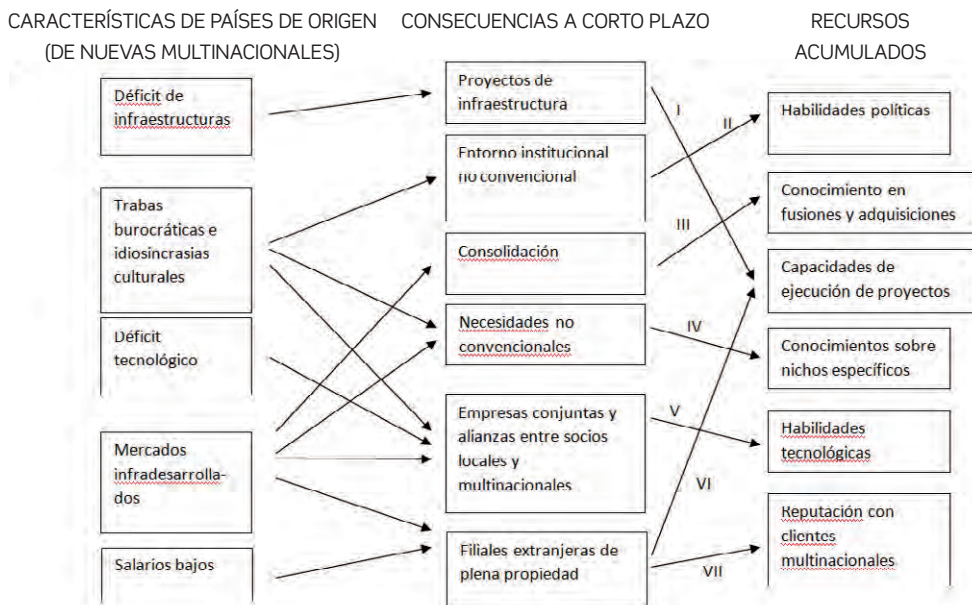 CARACTERÍSTICAS DE PAÍSES DE ORIGEN
(DE NUEVAS MULTINACIONALES)
CONSECUENCIAS A CORTO PLAZO
RECURSOS
ACUMULADOS
Déficit de
infraestructuras
Trabas
burocráticas e
idiosincrasias
culturales
Déficit
tecnológico
Mercados
infradesarrolla-
dos
Salarios bajos
Proyectos de
infraestructura
Entorno institucional
no convencional
Consolidación
Necesidades no
convencionales
Empresas conjuntas y
alianzas entre socios
locales y
multinacionales
Filiales extranjeras de
plena propiedad
I
II
III
IV
V
VI
VII
Habilidades políticas
Conocimiento en
fusiones y adquisiciones
Capacidades de
ejecución de proyectos
Conocimientos sobre
nichos específicos
Habilidades
tecnológicas
Reputación con
clientes
multinacionales